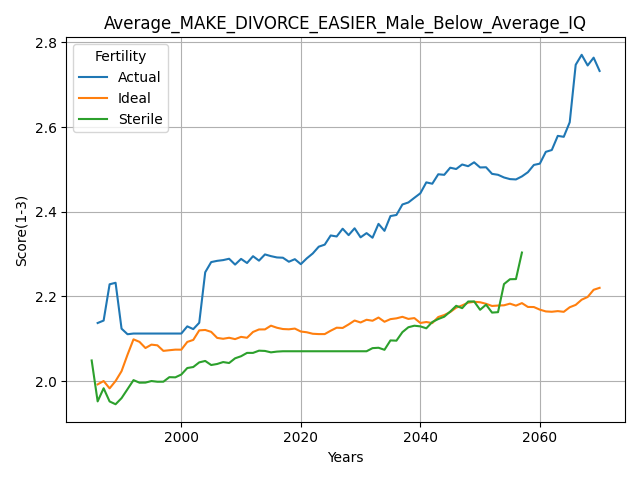 Average_MAKE_DIVORCE_EASIER_Male_Below_Average_IQ
Fertility
Actual
Ideal
Sterile
Score(1-3)
2.8
2.6
2.4
2.2
2.0
2000
2020
2040
2060
Years